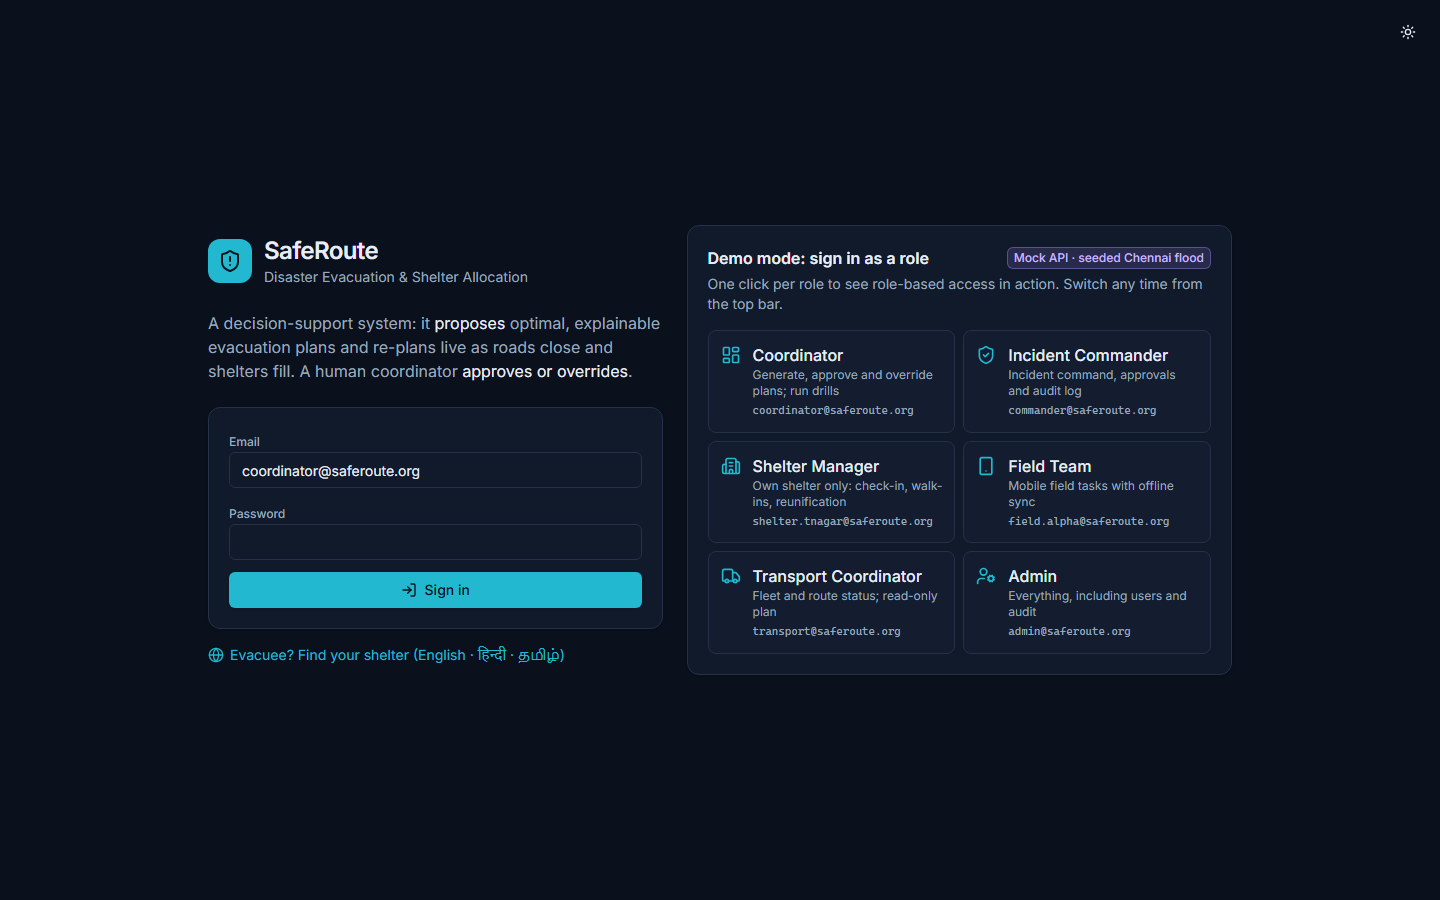 SafeRoute
Disaster Evacuation & Shelter Allocation
A decision-support system: it proposes optimal, explainable
evacuation plans and re-plans live as roads close and
shelters fill. A human coordinator approves or overrides.
Email
coordinator@saferoute.org
Password
Sign in
Evacuee? Find your shelter (English · हिन्दी · தமிழ்)
Demo mode: sign in as a role
Mock API · seeded Chennai flood
One click per role to see role-based access in action. Switch any time from
the top bar.
Coordinator
Generate, approve and override
plans; run drills
coordinator@saferoute.org
Incident Commander
Incident command, approvals
and audit log
commander@saferoute.org
Shelter Manager
Own shelter only: check-in, walk-
ins, reunification
shelter.tnagar@saferoute.org
Field Team
Mobile field tasks with offline
sync
field.alpha@saferoute.org
Transport Coordinator
Fleet and route status; read-only
plan
transport@saferoute.org
Admin
Everything, including users and
audit
admin@saferoute.org